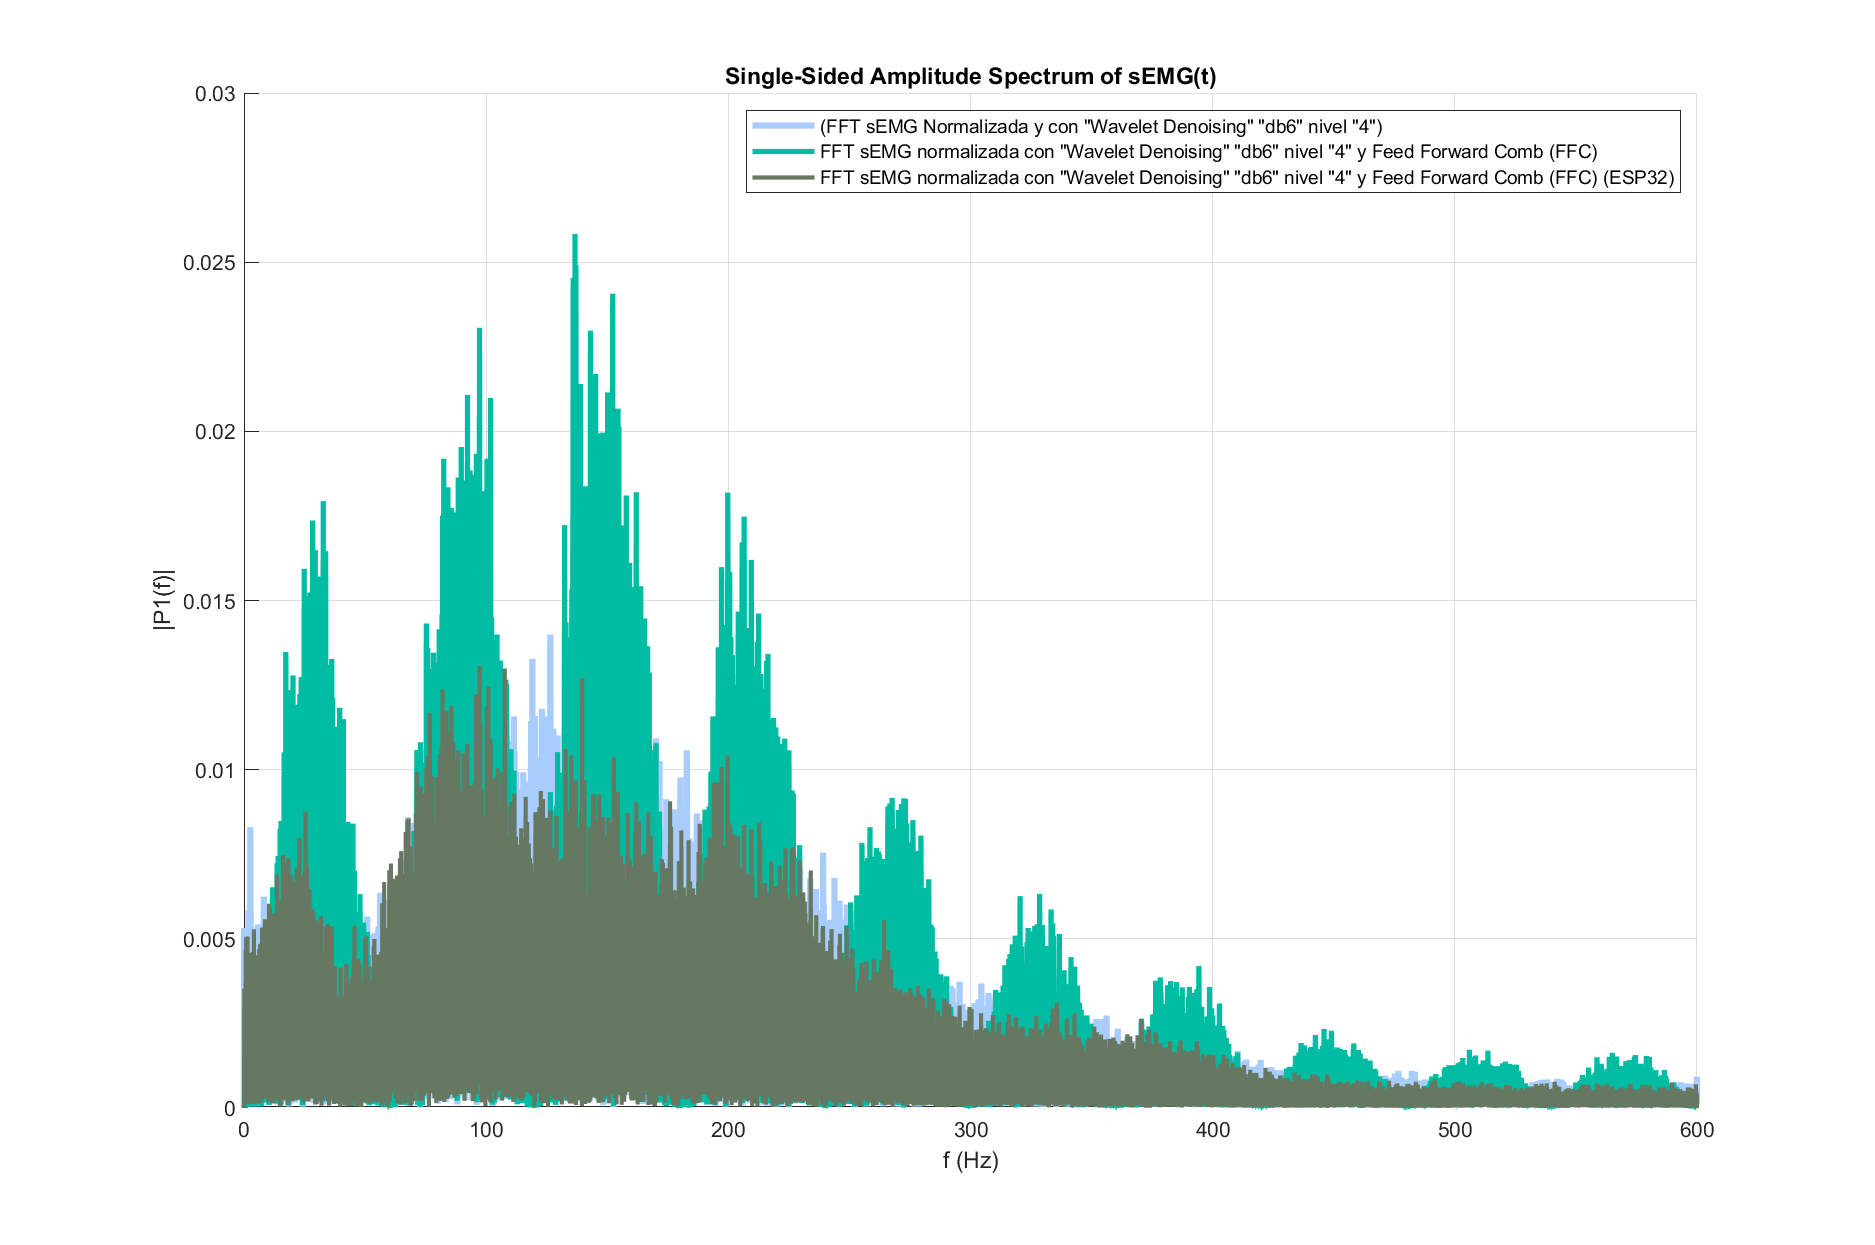 Single-Sided Amplitude Spectrum of sEMG(t)
(FFT sEMG Normalizada y con "Wavelet Denoising" "db6" nivel "4")
FFT sEMG normalizada con "Wavelet Denoising" "db6" nivel "4" y Feed Forward Comb (FFC)
FFT sEMG normalizada con "Wavelet Denoising" "db6" nivel "4" y Feed Forward Comb (FFC) (ESP32)
|P1(f)|
0.03
0.025
0.02
0.015
0.01
0.005
0
0 100 200 300 400 500 600
f (Hz)